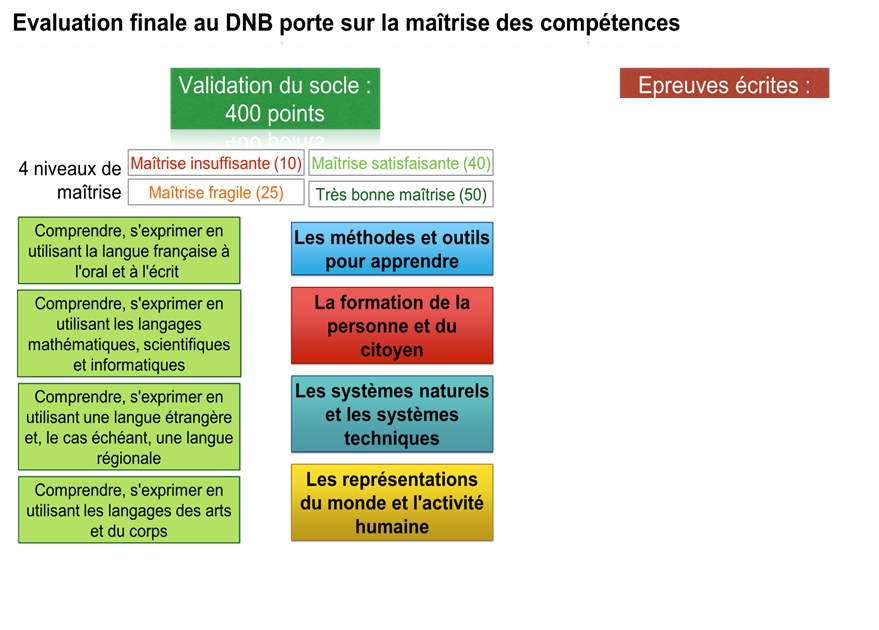 Evaluation finale au DNB porte sur la maîtrise des compétences
Validation du socle :
400 points
Epreuves écrites :
4 niveaux de
maîtrise
Maîtrise insuffisante (10)
Maîtrise satisfaisante (40)
Maîtrise fragile (25)
Très bonne maîtrise (50)
Comprendre, s'exprimer en
utilisant la langue française à
l'oral et à l'écrit
Comprendre, s'exprimer en
utilisant les langages
mathématiques, scientifiques
et informatiques
Comprendre, s'exprimer en
utilisant une langue étrangère
et, le cas échéant, une langue
régionale
Comprendre, s'exprimer en
utilisant les langages des arts
et du corps
Les méthodes et outils
pour apprendre
La formation de la
personne et du
citoyen
Les systèmes naturels
et les systèmes
techniques
Les représentations
du monde et l'activité
humaine